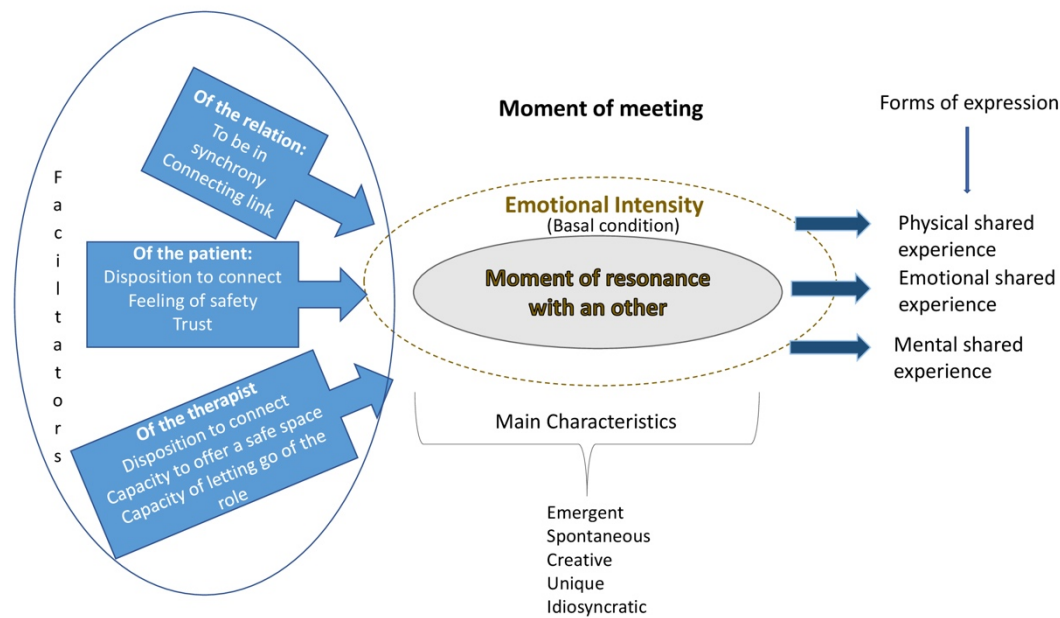 Faciltators
Of the relation:
To be in
synchrony
Connecting link
Of the patient:
Disposition to connect
Feeling of safety
Trust
Of the therapist
Disposition to connect
Capacity to offer a safe space
Capacity of letting go of the
role
Moment of meeting
Emotional Intensity
(Basal condition)
Moment of resonance
with an other
Main Characteristics
Emergent
Spontaneous
Creative
Unique
Idiosyncratic
Forms of expression
Physical shared
experience
Emotional shared
experience
Mental shared
experience